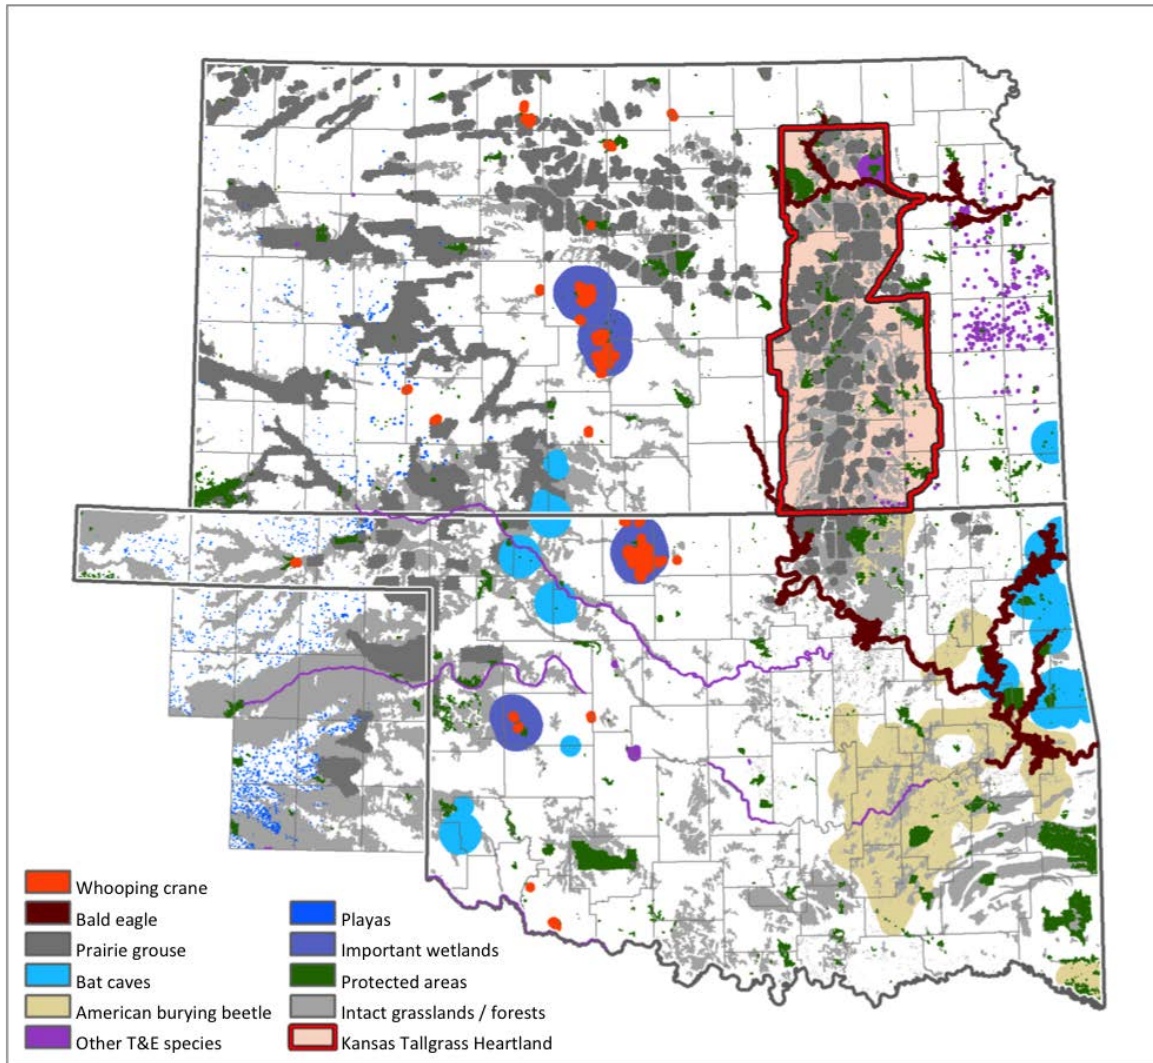 Whooping crane
Bald eagle
Prairie grouse
Bat caves
American burying beetle
Other T&E species
Playas
Important wetlands
Protected areas
Intact grasslands / forests
Kansas Tallgrass Heartland